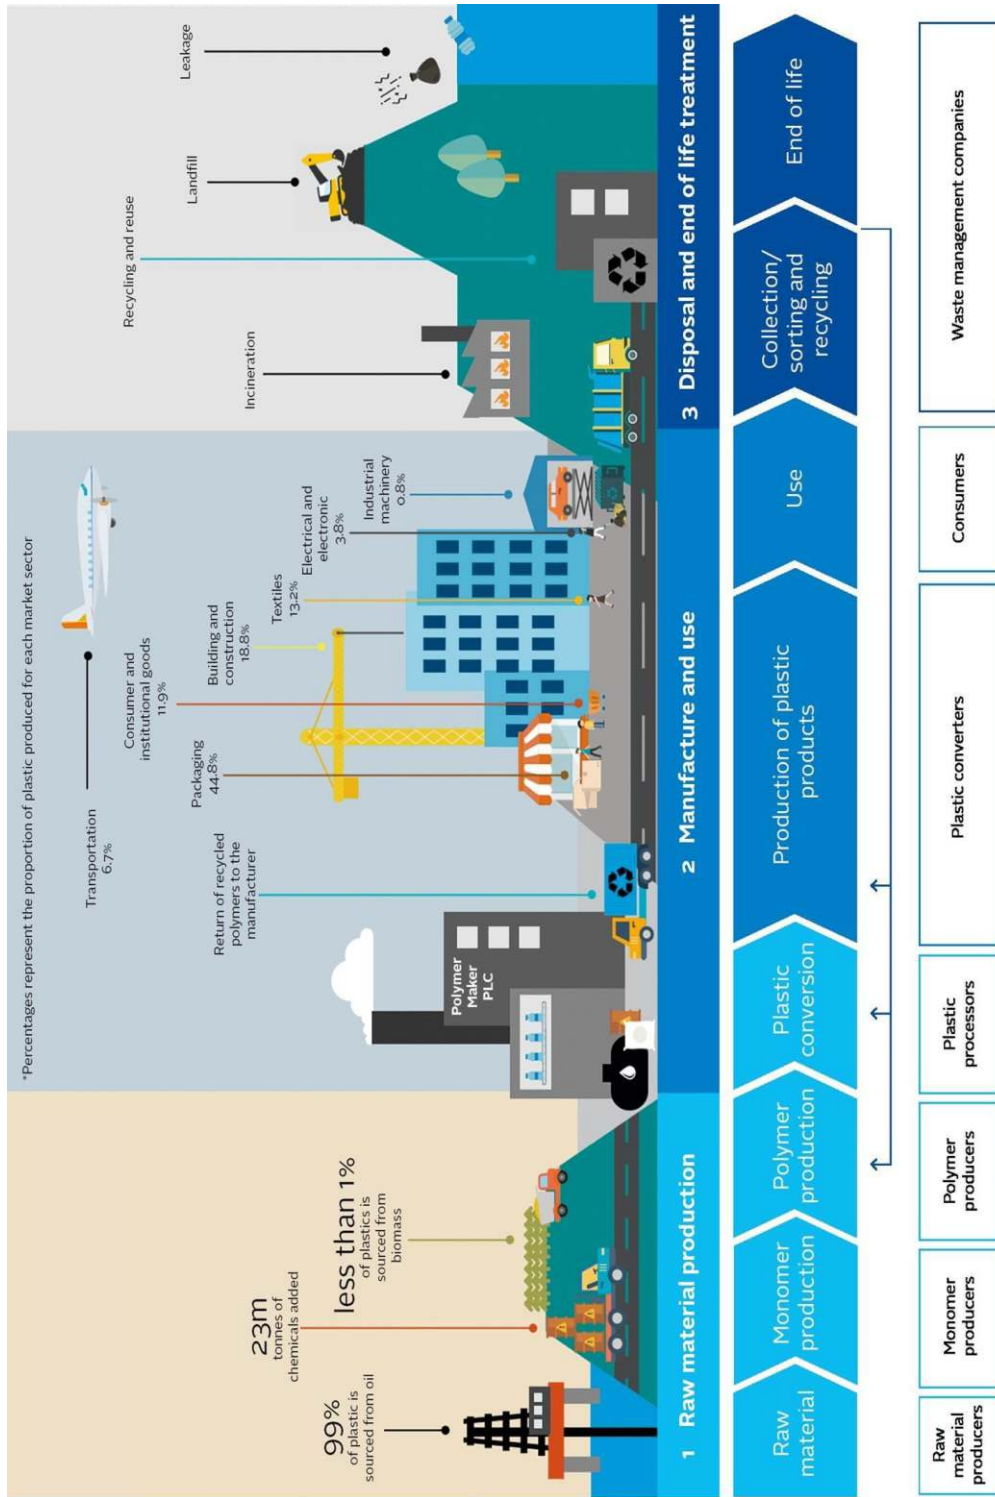 *Percentages represent the proportion of plastic produced for each market sector
99%
of plastic is
sourced from oil
23m
tonnes of
chemicals added
less than 1%
of plastics is
sourced from
biomass
Polymer
Maker
PLC
Return of recycled
polymers to the
manufacturer
Transportation
6.7%
Packaging
44.8%
Consumer and
institutional goods
11.9%
Building and
construction
18.8%
Textiles
13.2%
Electrical and
electronic
3.8%
Industrial
machinery
0.8%
Incineration
Recycling and reuse
Landfill
Leakage
1 Raw material production
2 Manufacture and use
3 Disposal and end of life treatment
Raw
material
Monomer
production
Polymer
production
Plastic
conversion
Production of plastic
products
Use
Collection/
sorting and
recycling
End of life
Raw
material
producers
Monomer
producers
Polymer
producers
Plastic
processors
Plastic converters
Consumers
Waste management companies